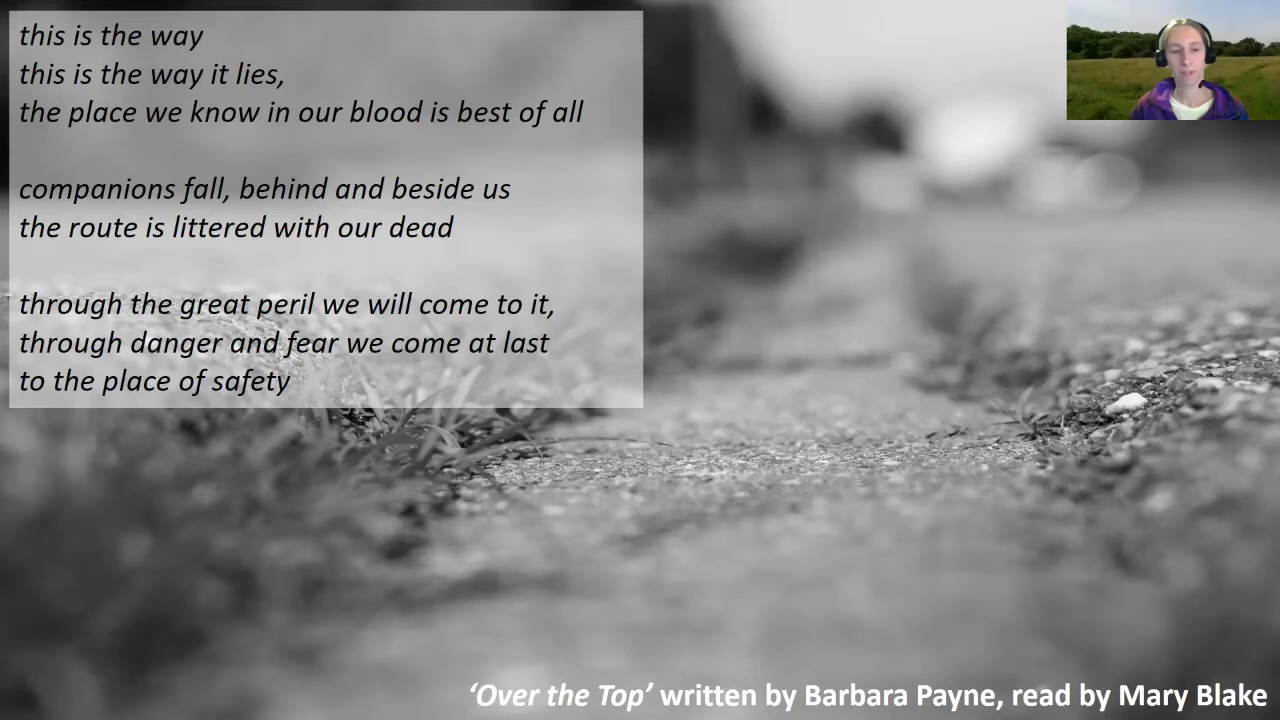 this is the way
this is the way it lies,
the place we know in our blood is best of all
companions fall, behind and beside us
the route is littered with our dead
through the great peril we will come to it,
through danger and fear we come at last
to the place of safety
‘Over the Top’ written by Barbara Payne, read by Mary Blake